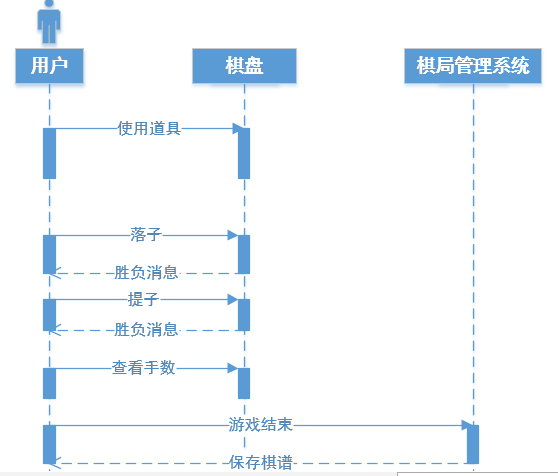 用户
棋盘
棋局管理系统
使用道具
落子
胜负消息
提子
胜负消息
查看手数
游戏结束
保存棋谱